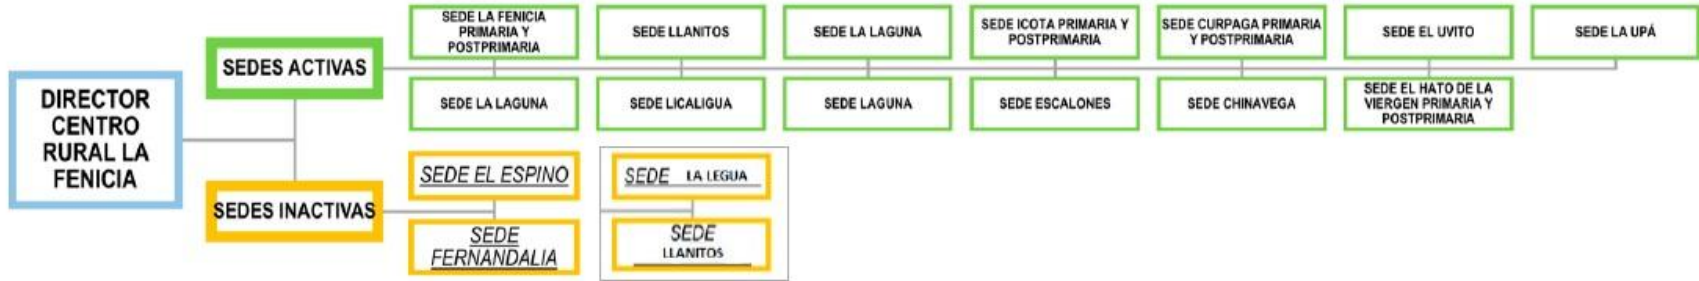 DIRECTOR
CENTRO
RURAL LA
FENICIA
SEDES ACTIVAS
SEDE LA FENICIA
PRIMARIA Y
POSTPRIMARIA
SEDE LLANITOS
SEDE LA LAGUNA
SEDE ICOTA PRIMARIA Y
POSTPRIMARIA
SEDE CURPAGA PRIMARIA
Y POSTPRIMARIA
SEDE EL UVITO
SEDE LA UPÁ
SEDE LA LAGUNA
SEDE LICALIGUA
SEDE LAGUNA
SEDE ESCALONES
SEDE CHINAVEGA
SEDE EL HATO DE LA
VIERGEN PRIMARIA Y
POSTPRIMARIA
SEDES INACTIVAS
SEDE EL ESPINO
SEDE
FERNANDALIA
SEDE LA LEGUA
SEDE
LLANITOS